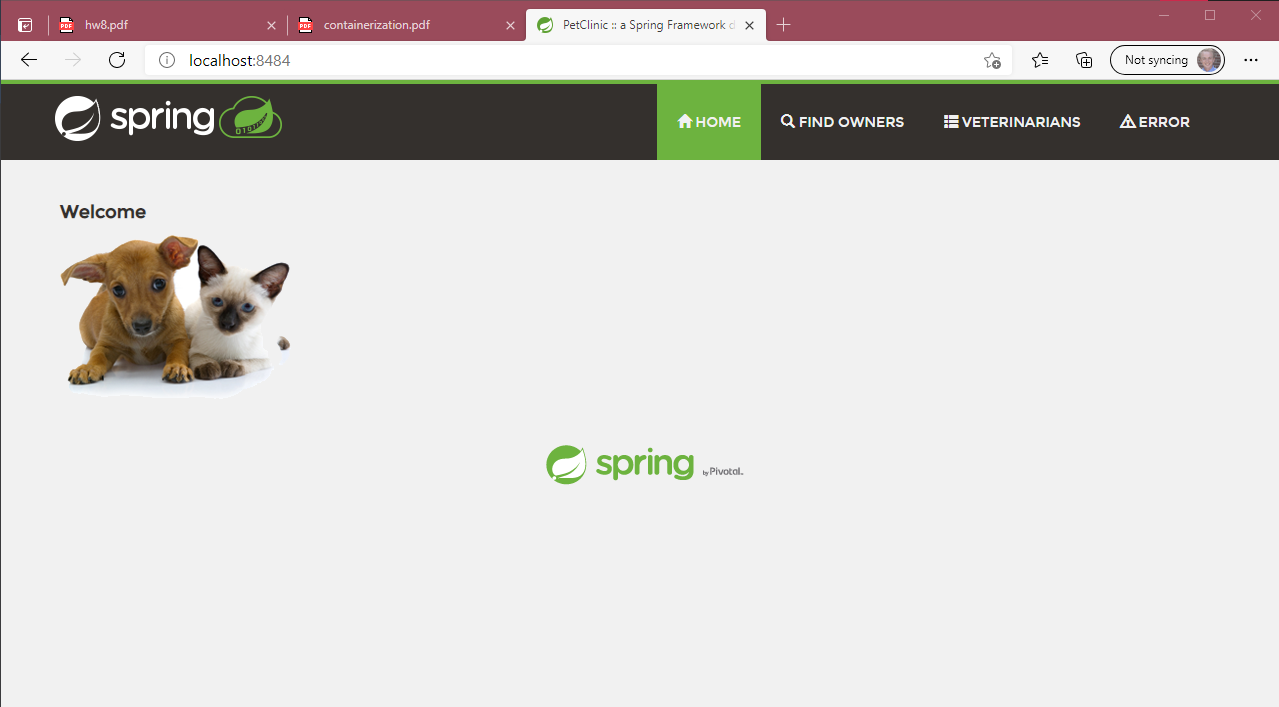 hw8.pdf
containerization.pdf
PetClinic :: a Spring Framework d
localhost:8484
Not syncing
spring
HOME
FIND OWNERS
VETERINARIANS
ERROR
Welcome
spring by Pivotal.